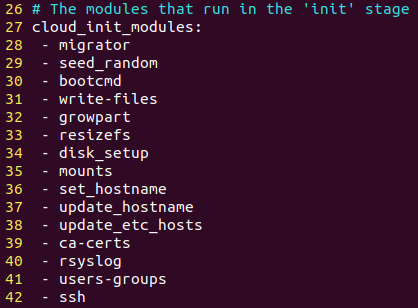 26 # The modules that run in the 'init' stage
27 cloud_init_modules:
28  - migrator
29  - seed_random
30  - bootcmd
31  - write-files
32  - growpart
33  - resizefs
34  - disk_setup
35  - mounts
36  - set_hostname
37  - update_hostname
38  - update_etc_hosts
39  - ca-certs
40  - rsyslog
41  - users-groups
42  - ssh